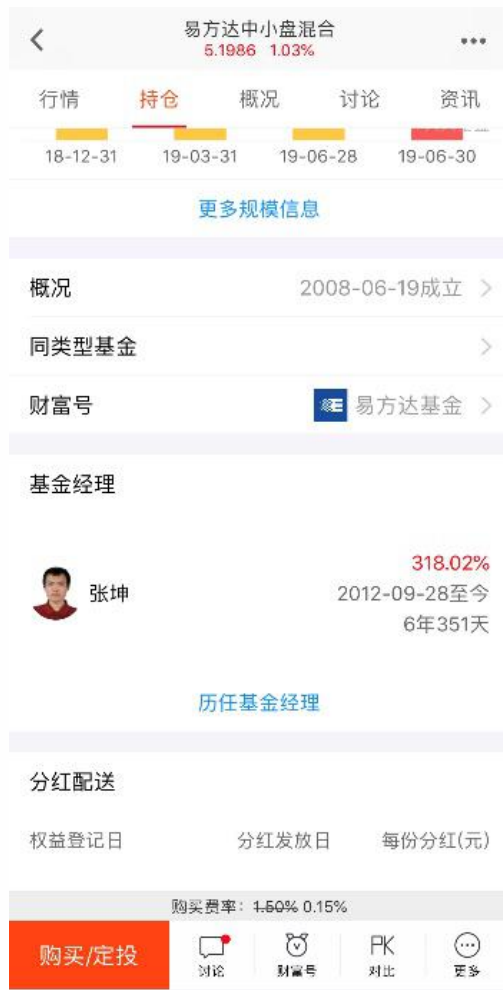 易方达中小盘混合
5.1986 1.03%
行情 持仓 概况 讨论 资讯
18-12-31 19-03-31 19-06-28 19-06-30
更多规模信息
概况 2008-06-19成立
同类型基金
财富号 易方达基金
基金经理
318.02%
张坤 2012-09-28至今
6年351天
历任基金经理
分红配送
权益登记日 分红发放日 每份分红(元)
购买费率：1.50% 0.15%
购买/定投 讨论 财富号 PK 对比 更多